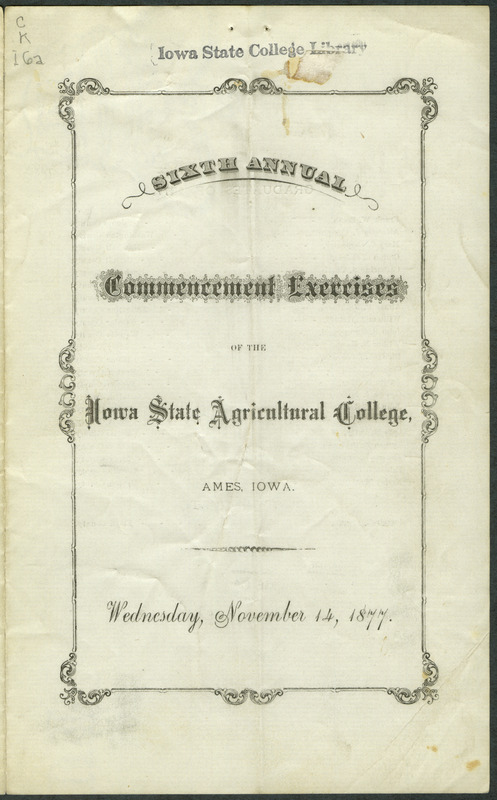 C
K
I6a
Iowa State College Library
SIXTH ANNUAL
Commencement Exercises
OF THE
Iowa State Agricultural College,
AMES, IOWA.
Wednesday, November 14, 1877.